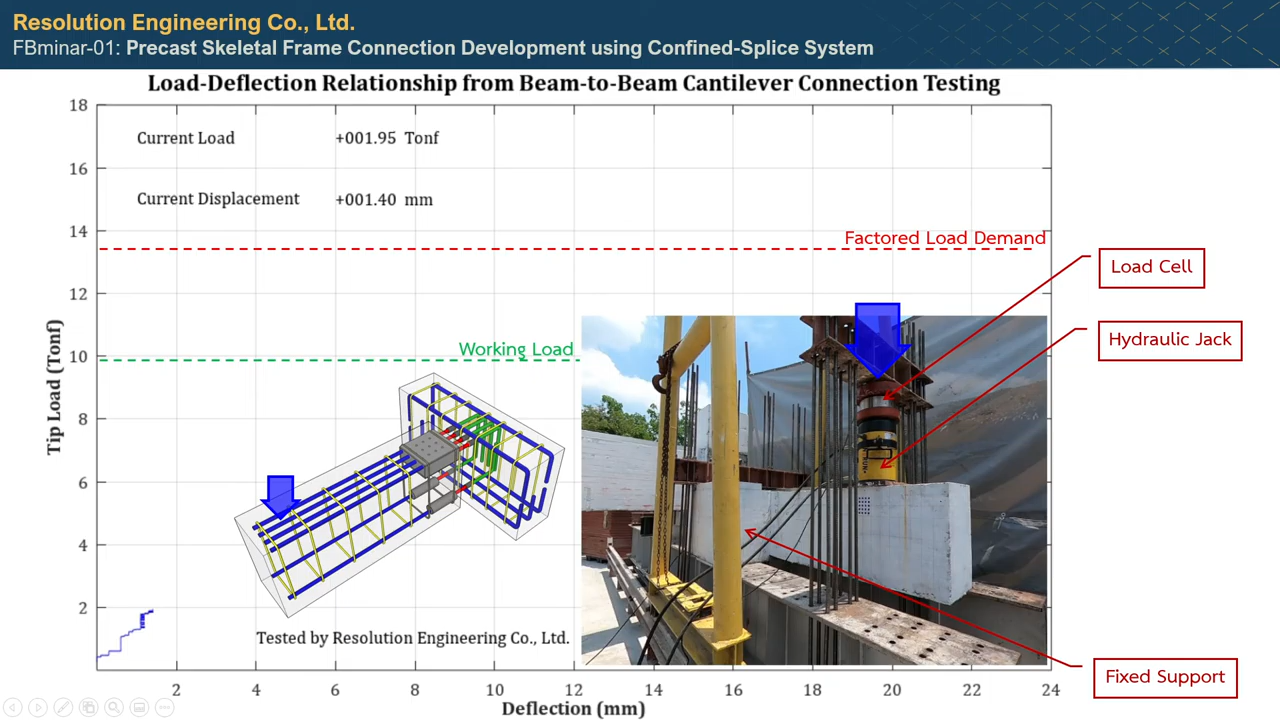 Resolution Engineering Co., Ltd.
FBminar-01: Precast Skeletal Frame Connection Development using Confined-Splice System
Load-Deflection Relationship from Beam-to-Beam Cantilever Connection Testing
18
Current Load +001.95 Tonf
16
Current Displacement +001.40 mm
14
Factored Load Demand
Load Cell
12
Hydraulic Jack
10
Working Load
Tip Load (Tonf)
8
6
4
2
Tested by Resolution Engineering Co., Ltd.
Fixed Support
2 4 6 8 10 12 14 16 18 20 22 24
Deflection (mm)